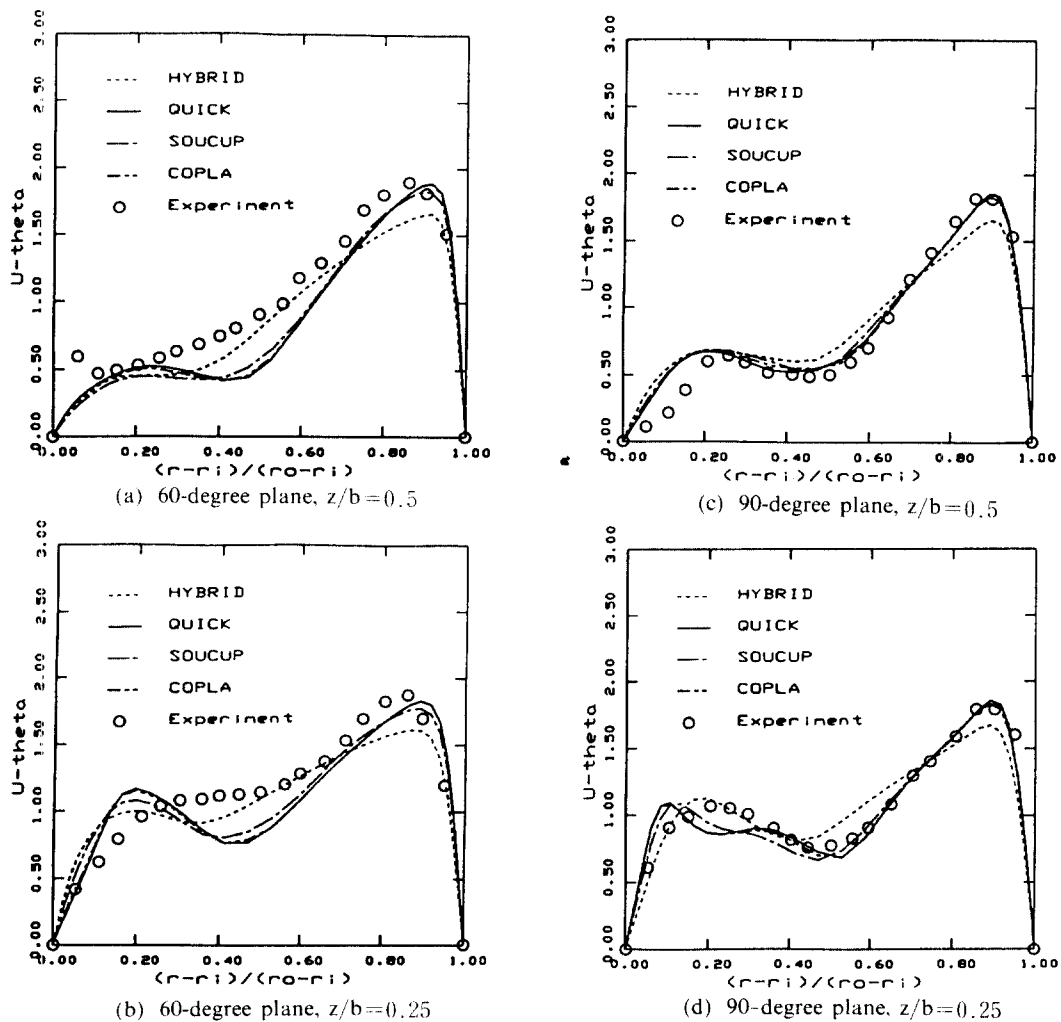 3.00
2.50
2.00
1.50
1.00
0.50
0.00
U-theta
HYBRID
QUICK
SOUCUP
COPLA
Experiment
0.00 0.20 0.40 0.60 0.80 1.00
(r-ri)/(ro-ri)
(a) 60-degree plane, z/b=0.5
3.00
2.50
2.00
1.50
1.00
0.50
0.00
U-theta
HYBRID
QUICK
SOUCUP
COPLA
Experiment
0.00 0.20 0.40 0.60 0.80 1.00
(r-ri)/(ro-ri)
(c) 90-degree plane, z/b=0.5
3.00
2.50
2.00
1.50
1.00
0.50
0.00
U-theta
HYBRID
QUICK
SOUCUP
COPLA
Experiment
0.00 0.20 0.40 0.60 0.80 1.00
(r-ri)/(ro-ri)
(b) 60-degree plane, z/b=0.25
3.00
2.50
2.00
1.50
1.00
0.50
0.00
U-theta
HYBRID
QUICK
SOUCUP
COPLA
Experiment
0.00 0.20 0.40 0.60 0.80 1.00
(r-ri)/(ro-ri)
(d) 90-degree plane, z/b=0.25